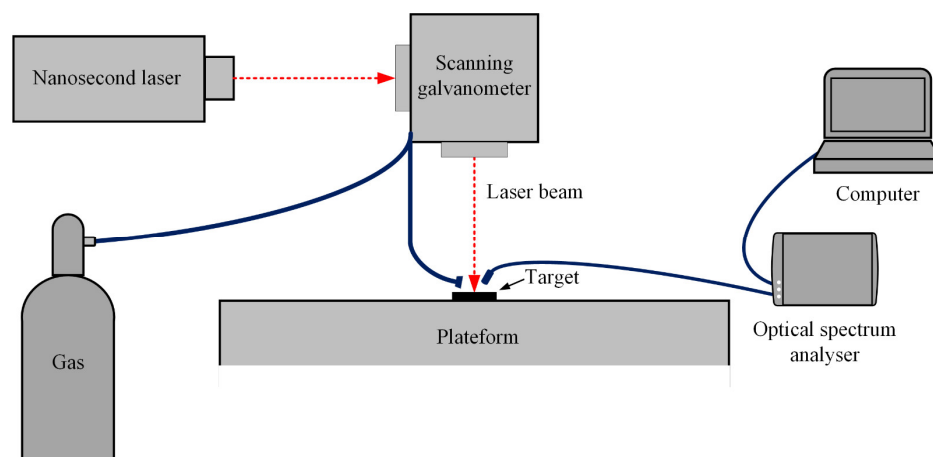 Nanosecond laser
Scanning
galvanometer
Laser beam
Computer
Target
Plateform
Gas
Optical spectrum
analyser